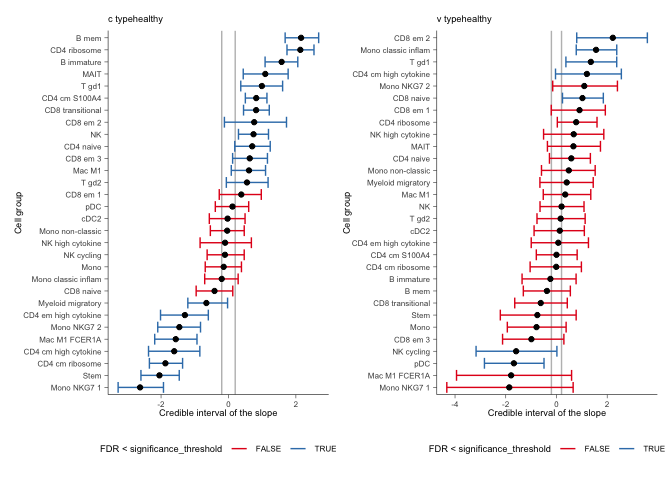 c typehealthy
Cell group
B mem
CD4 ribosome
B immature
MAIT
T gd1
CD4 cm S100A4
CD8 transitional
CD8 em 2
NK
CD4 naive
CD8 em 3
Mac M1
T gd2
CD8 em 1
pDC
cDC2
Mono non-classic
NK high cytokine
NK cycling
Mono
Mono classic inflam
CD8 naive
Myeloid migratory
CD4 em high cytokine
Mono NKG7 2
Mac M1 FCER1A
CD4 cm high cytokine
CD4 cm ribosome
Stem
Mono NKG7 1
-2 0 2
Credible interval of the slope
FDR < significance_threshold FALSE TRUE
v typehealthy
Cell group
CD8 em 2
Mono classic inflam
T gd1
CD4 cm high cytokine
Mono NKG7 2
CD8 naive
CD8 em 1
CD4 ribosome
NK high cytokine
MAIT
CD4 naive
Mono non-classic
Myeloid migratory
Mac M1
NK
T gd2
cDC2
CD4 em high cytokine
CD4 cm S100A4
CD4 cm ribosome
B immature
B mem
CD8 transitional
Stem
Mono
CD8 em 3
NK cycling
pDC
Mac M1 FCER1A
Mono NKG7 1
-4 -2 0 2
Credible interval of the slope
FDR < significance_threshold FALSE TRUE